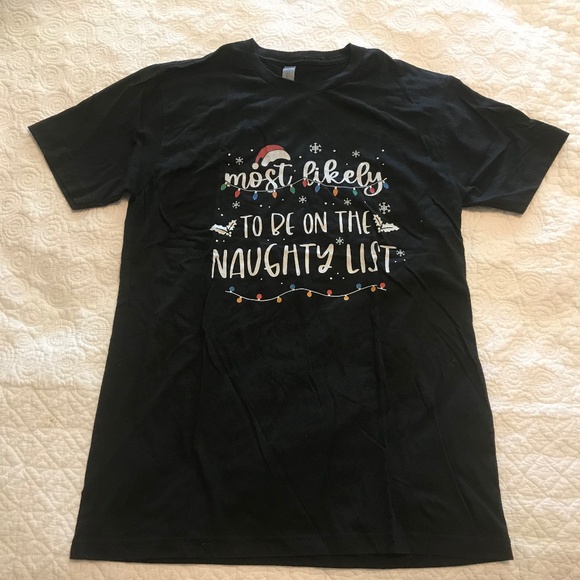 most likely
TO BE ON THE
NAUGHTY LIST